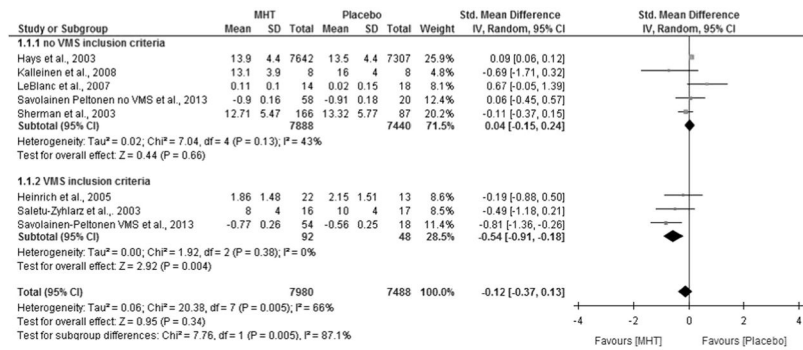 MHT Placebo Std. Mean Difference Std. Mean Difference
Study or Subgroup Mean SD Total Mean SD Total Weight IV, Random, 95% CI IV, Random, 95% CI
1.1.1 no VMS inclusion criteria
Hays et al., 2003 13.9 4.4 7642 13.5 4.4 7307 25.9% 0.09 [0.06, 0.12]
Kalleinen et al., 2008 13.1 3.9 8 16 4 8 4.8% -0.69 [-1.71, 0.32]
LeBlanc et al., 2007 0.11 0.1 14 0.02 0.15 18 8.1% 0.67 [-0.05, 1.39]
Savolainen Peltonen no VMS et al., 2013 -0.9 0.16 58 -0.91 0.18 20 12.4% 0.06 [-0.45, 0.57]
Sherman et al., 2003 12.71 5.47 166 13.32 5.77 87 20.2% -0.11 [-0.37, 0.15]
Subtotal (95% CI) 7888 7440 71.5% 0.04 [-0.15, 0.24]
Heterogeneity: Tau² = 0.02; Chi² = 7.04, df = 4 (P = 0.13); I² = 43%
Test for overall effect: Z = 0.44 (P = 0.66)
1.1.2 VMS inclusion criteria
Heinrich et al., 2005 1.86 1.48 22 2.15 1.51 13 8.6% -0.19 [-0.88, 0.50]
Saletu-Zyhlarz et.,. 2003 8 4 16 10 4 17 8.5% -0.49 [-1.18, 0.21]
Savolainen-Peltonen VMS et al., 2013 -0.77 0.26 54 -0.56 0.25 18 11.4% -0.81 [-1.36, -0.26]
Subtotal (95% CI) 92 48 28.5% -0.54 [-0.91, -0.18]
Heterogeneity: Tau² = 0.00; Chi² = 1.92, df = 2 (P = 0.38); I² = 0%
Test for overall effect: Z = 2.92 (P = 0.004)
Total (95% CI) 7980 7488 100.0% -0.12 [-0.37, 0.13]
Heterogeneity: Tau² = 0.06; Chi² = 20.38, df = 7 (P = 0.005); I² = 66%
Test for overall effect: Z = 0.95 (P = 0.34)
Test for subgroup differences: Chi² = 7.76, df = 1 (P = 0.005), I² = 87.1%
-4 -2 0 2 4
Favours [MHT] Favours [Placebo]